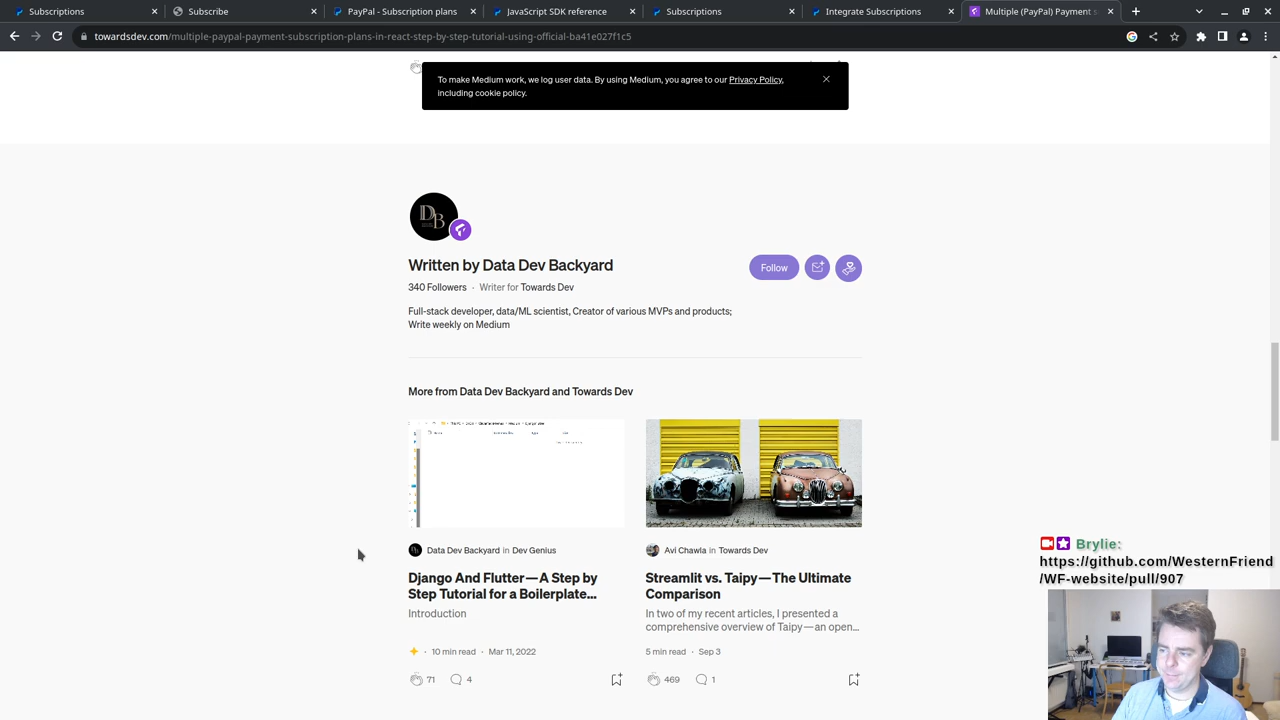 Subscriptions
Subscribe
PayPal - Subscription plans
JavaScript SDK reference
Subscriptions
Integrate Subscriptions
Multiple (PayPal) Payment
towardsdev.com/multiple-paypal-payment-subscription-plans-in-react-step-by-step-tutorial-using-official-ba41e027f1c5
To make Medium work, we log user data. By using Medium, you agree to our Privacy Policy,
including cookie policy.
DB
Written by Data Dev Backyard
340 Followers · Writer for Towards Dev
Follow
Full-stack developer, data/ML scientist, Creator of various MVPs and products;
Write weekly on Medium
More from Data Dev Backyard and Towards Dev
Data Dev Backyard in Dev Genius
Django And Flutter — A Step by
Step Tutorial for a Boilerplate...
Introduction
· 10 min read · Mar 11, 2022
71 4
Avi Chawla in Towards Dev
Streamlit vs. Taipy — The Ultimate
Comparison
In two of my recent articles, I presented a
comprehensive overview of Taipy — an open...
5 min read · Sep 3
469 1
Brylie:
https://github.com/WesternFriend
/WF-website/pull/907